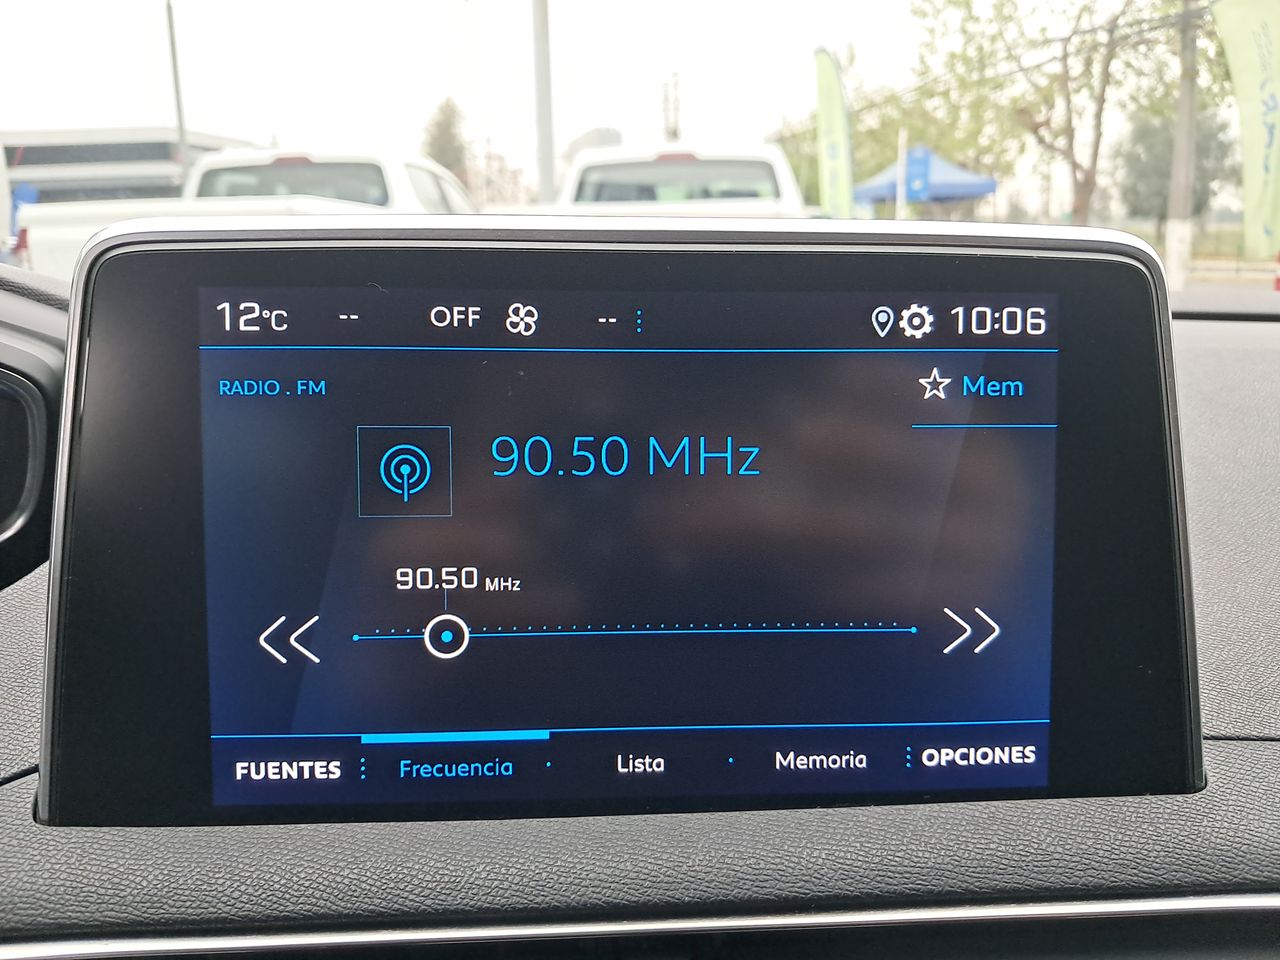 12°C -- OFF -- 10:06
RADIO . FM
Mem
90.50 MHz
90.50 MHz
FUENTES Frecuencia Lista Memoria OPCIONES